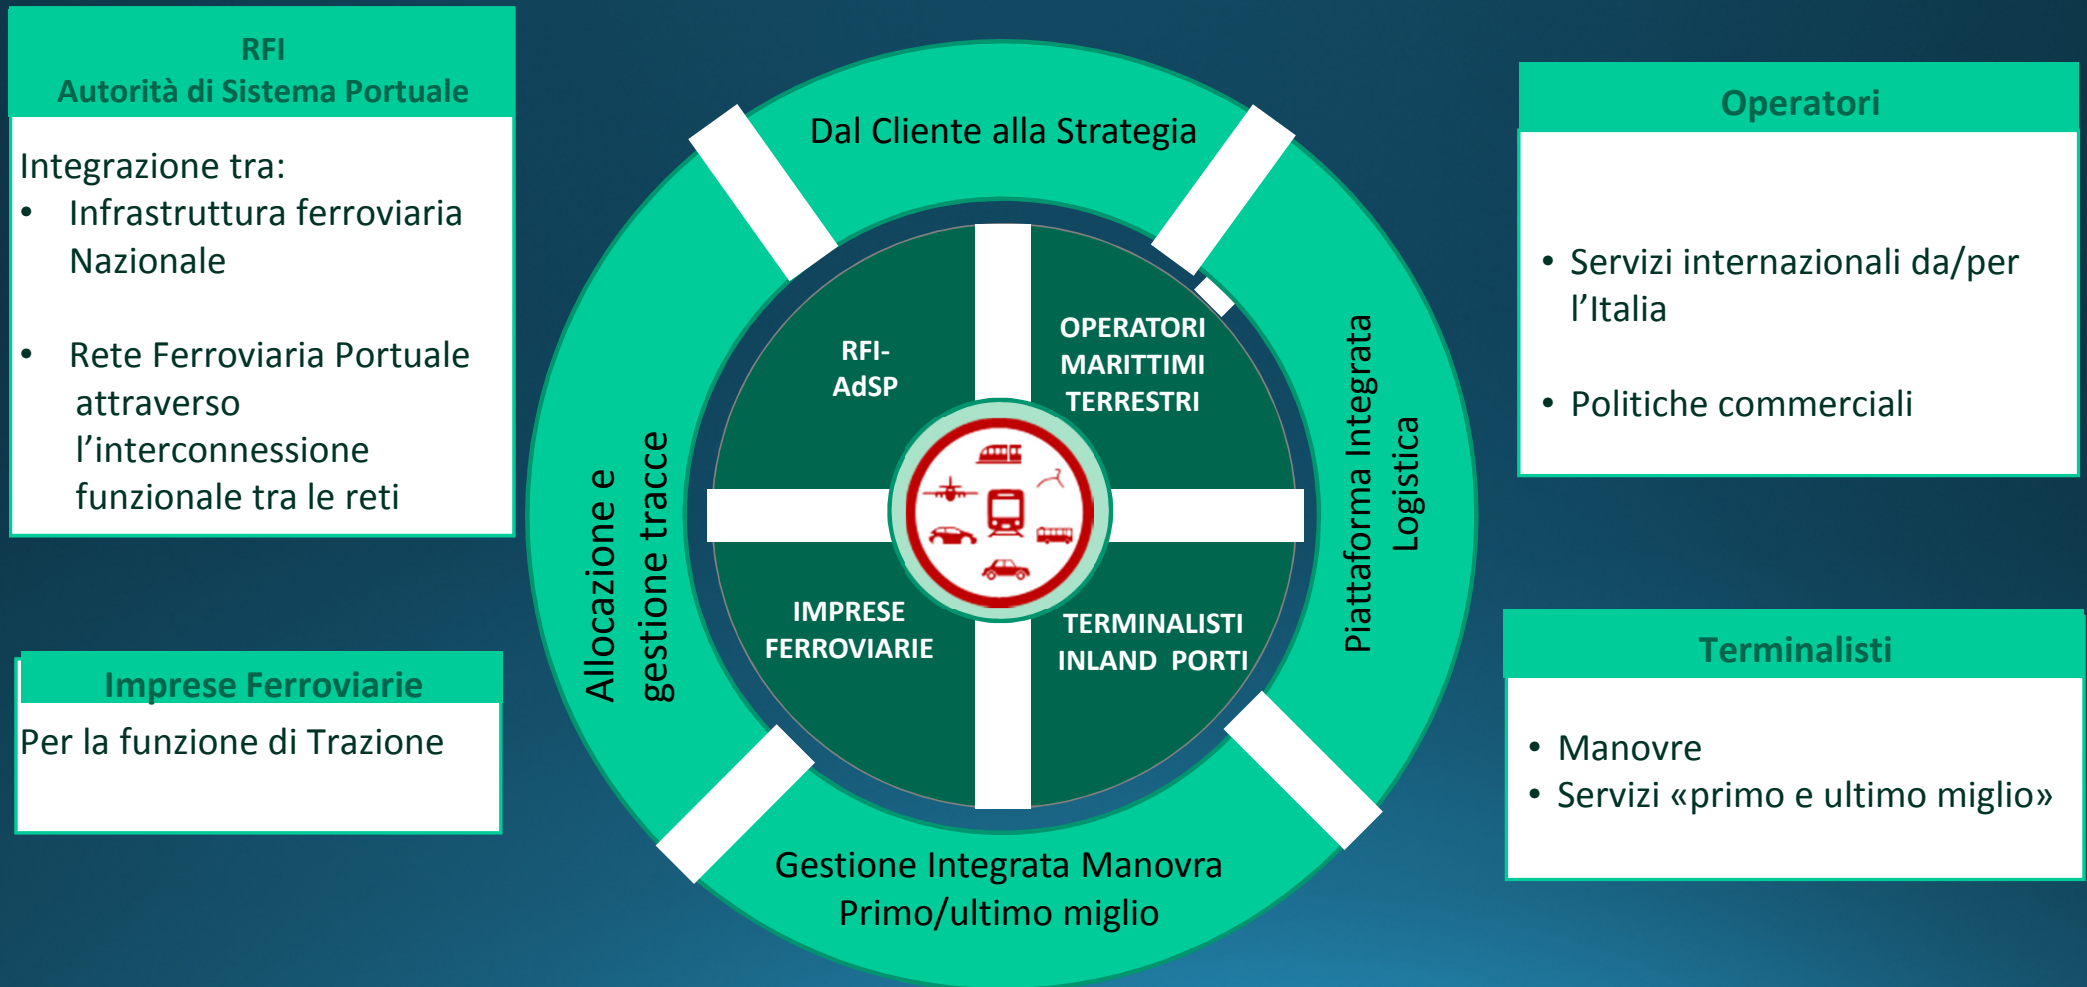 RFI
Autorità di Sistema Portuale
Integrazione tra:
• Infrastruttura ferroviaria
Nazionale
• Rete Ferroviaria Portuale
attraverso
l'interconnessione
funzionale tra le reti
Imprese Ferroviarie
Per la funzione di Trazione
Dal Cliente alla Strategia
Allocazione e
gestione tracce
RFI-
AdSP
OPERATORI
MARITTIMI
TERRESTRI
IMPRESE
FERROVIARIE
TERMINALISTI
INLAND PORTI
Piattaforma Integrata
Logistica
Gestione Integrata Manovra
Primo/ultimo miglio
Operatori
• Servizi internazionali da/per
l'Italia
• Politiche commerciali
Terminalisti
• Manovre
• Servizi «primo e ultimo miglio»